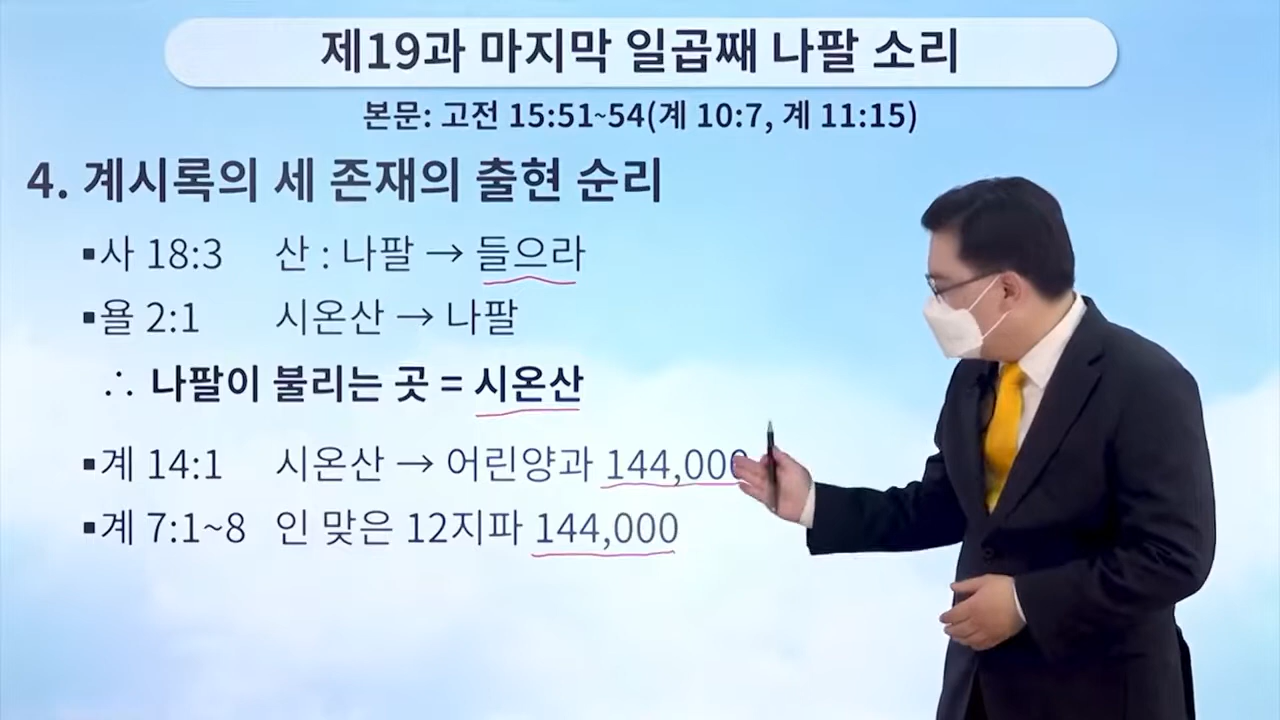 제19과 마지막 일곱째 나팔 소리
본문: 고전 15:51~54(계 10:7, 계 11:15)
4. 계시록의 세 존재의 출현 순리
▪사 18:3 산 : 나팔 → 들으라
▪욜 2:1 시온산 → 나팔
∴ 나팔이 불리는 곳 = 시온산
▪계 14:1 시온산 → 어린양과 144,000
▪계 7:1~8 인 맞은 12지파 144,000